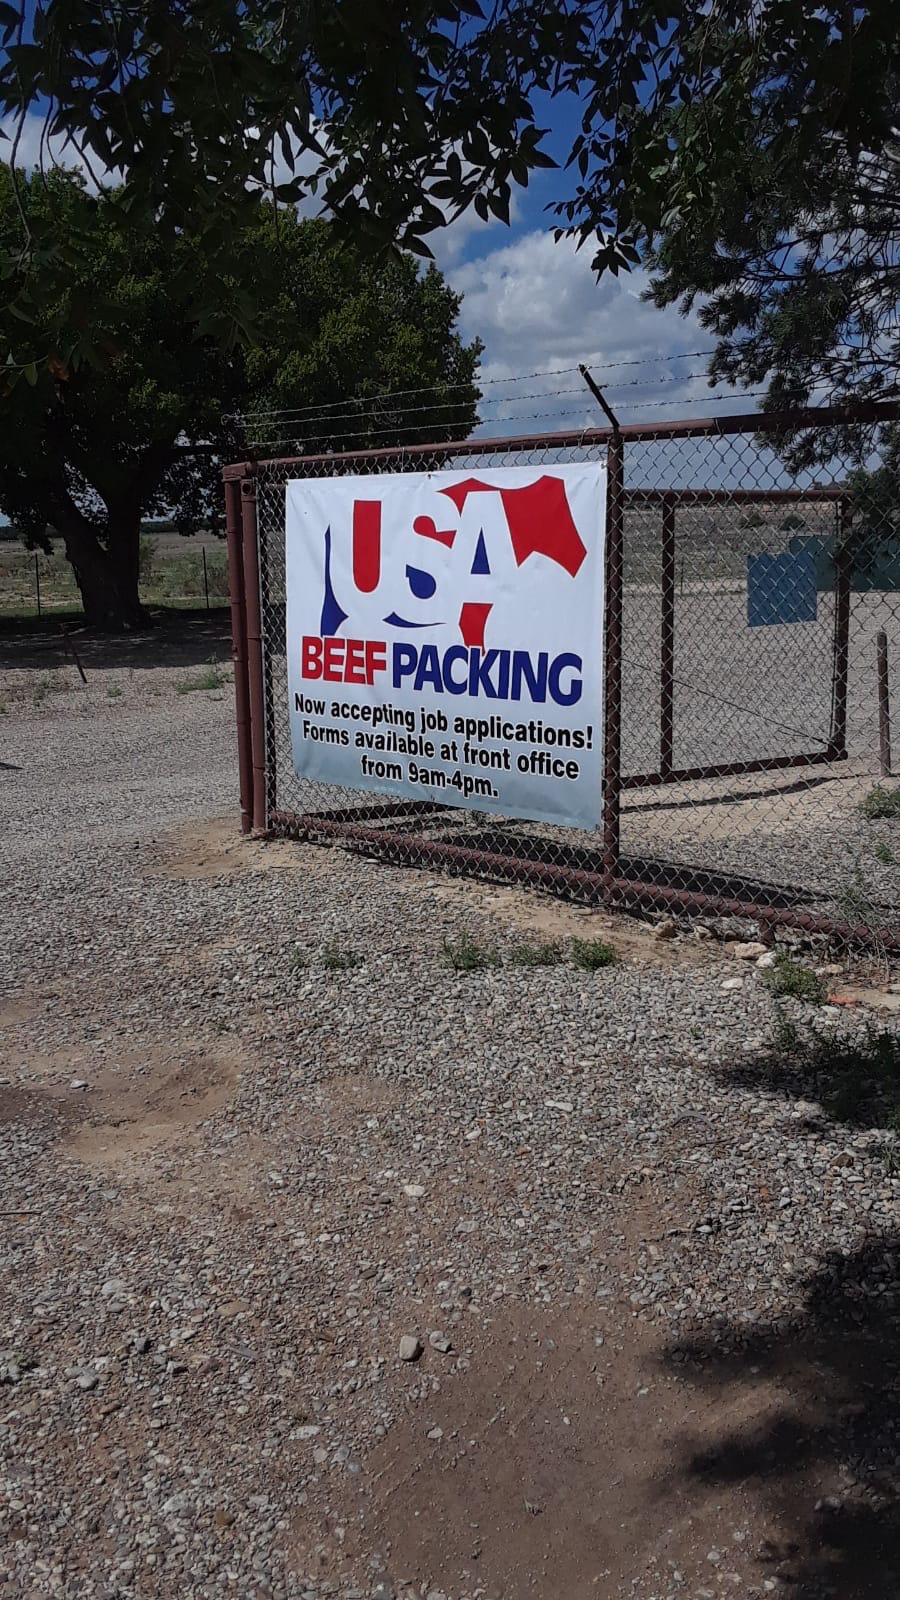 USA
BEEF PACKING
Now accepting job applications!
Forms available at front office
from 9am-4pm.